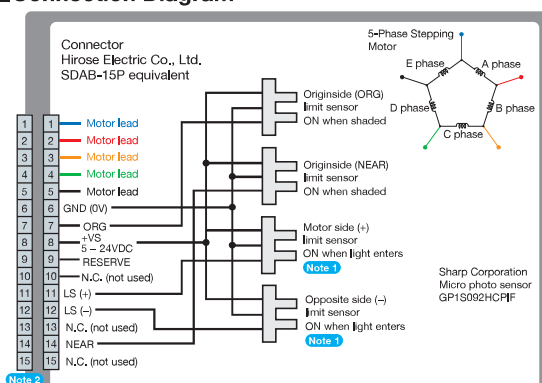 Connection Diagram
Connector
Hirose Electric Co., Ltd.
SDAB-15P equivalent
5-Phase Stepping
Motor
E phase
A phase
D phase
B phase
C phase
1 1 Motor lead
2 2 Motor lead
3 3 Motor lead
4 4 Motor lead
5 5 Motor lead
6 6 GND (0V)
7 7 ORG
8 8 +VS
5 – 24VDC
9 9 RESERVE
10 10 N.C. (not used)
11 11 LS (+)
12 12 LS (–)
13 13 N.C. (not used)
14 14 NEAR
15 15 N.C. (not used)
Note 2
Originside (ORG)
limit sensor
ON when shaded
Originside (NEAR)
limit sensor
ON when shaded
Motor side (+)
limit sensor
ON when light enters
Note 1
Opposite side (–)
limit sensor
ON when light enters
Note 1
Sharp Corporation
Micro photo sensor
GP1S092HCPIF